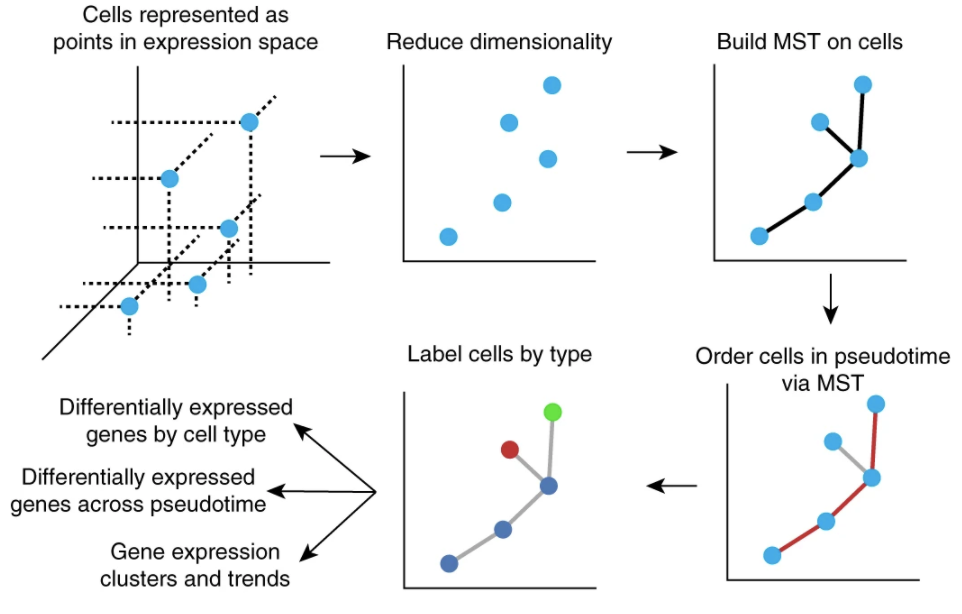 Cells represented as
points in expression space
Reduce dimensionality
Build MST on cells
Order cells in pseudotime
via MST
Label cells by type
Differentially expressed
genes by cell type
Differentially expressed
genes across pseudotime
Gene expression
clusters and trends